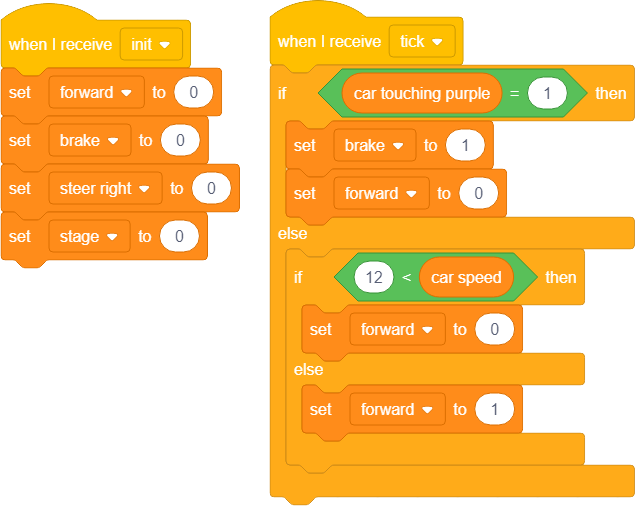 when I receive init
set forward to 0
set brake to 0
set steer right to 0
set stage to 0
when I receive tick
if car touching purple = 1 then
set brake to 1
set forward to 0
else
if 12 < car speed then
set forward to 0
else
set forward to 1